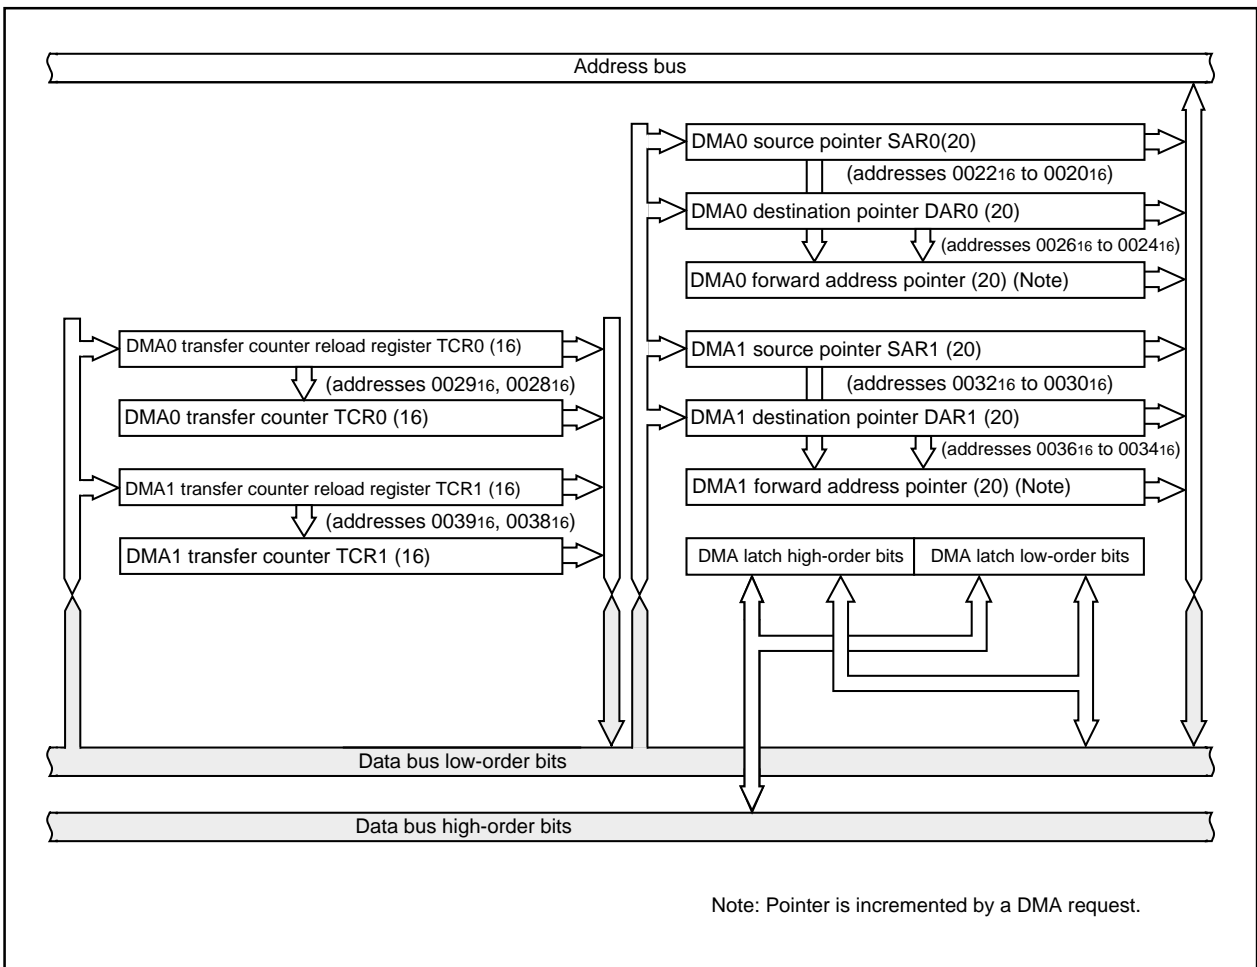 Address bus
DMA0 source pointer SAR0(20)
(addresses 002216 to 002016)
DMA0 destination pointer DAR0 (20)
(addresses 002616 to 002416)
DMA0 forward address pointer (20) (Note)
DMA0 transfer counter reload register TCR0 (16)
(addresses 002916, 002816)
DMA0 transfer counter TCR0 (16)
DMA1 transfer counter reload register TCR1 (16)
(addresses 003916, 003816)
DMA1 transfer counter TCR1 (16)
DMA1 source pointer SAR1 (20)
(addresses 003216 to 003016)
DMA1 destination pointer DAR1 (20)
(addresses 003616 to 003416)
DMA1 forward address pointer (20) (Note)
DMA latch high-order bits
DMA latch low-order bits
Data bus low-order bits
Data bus high-order bits
Note: Pointer is incremented by a DMA request.